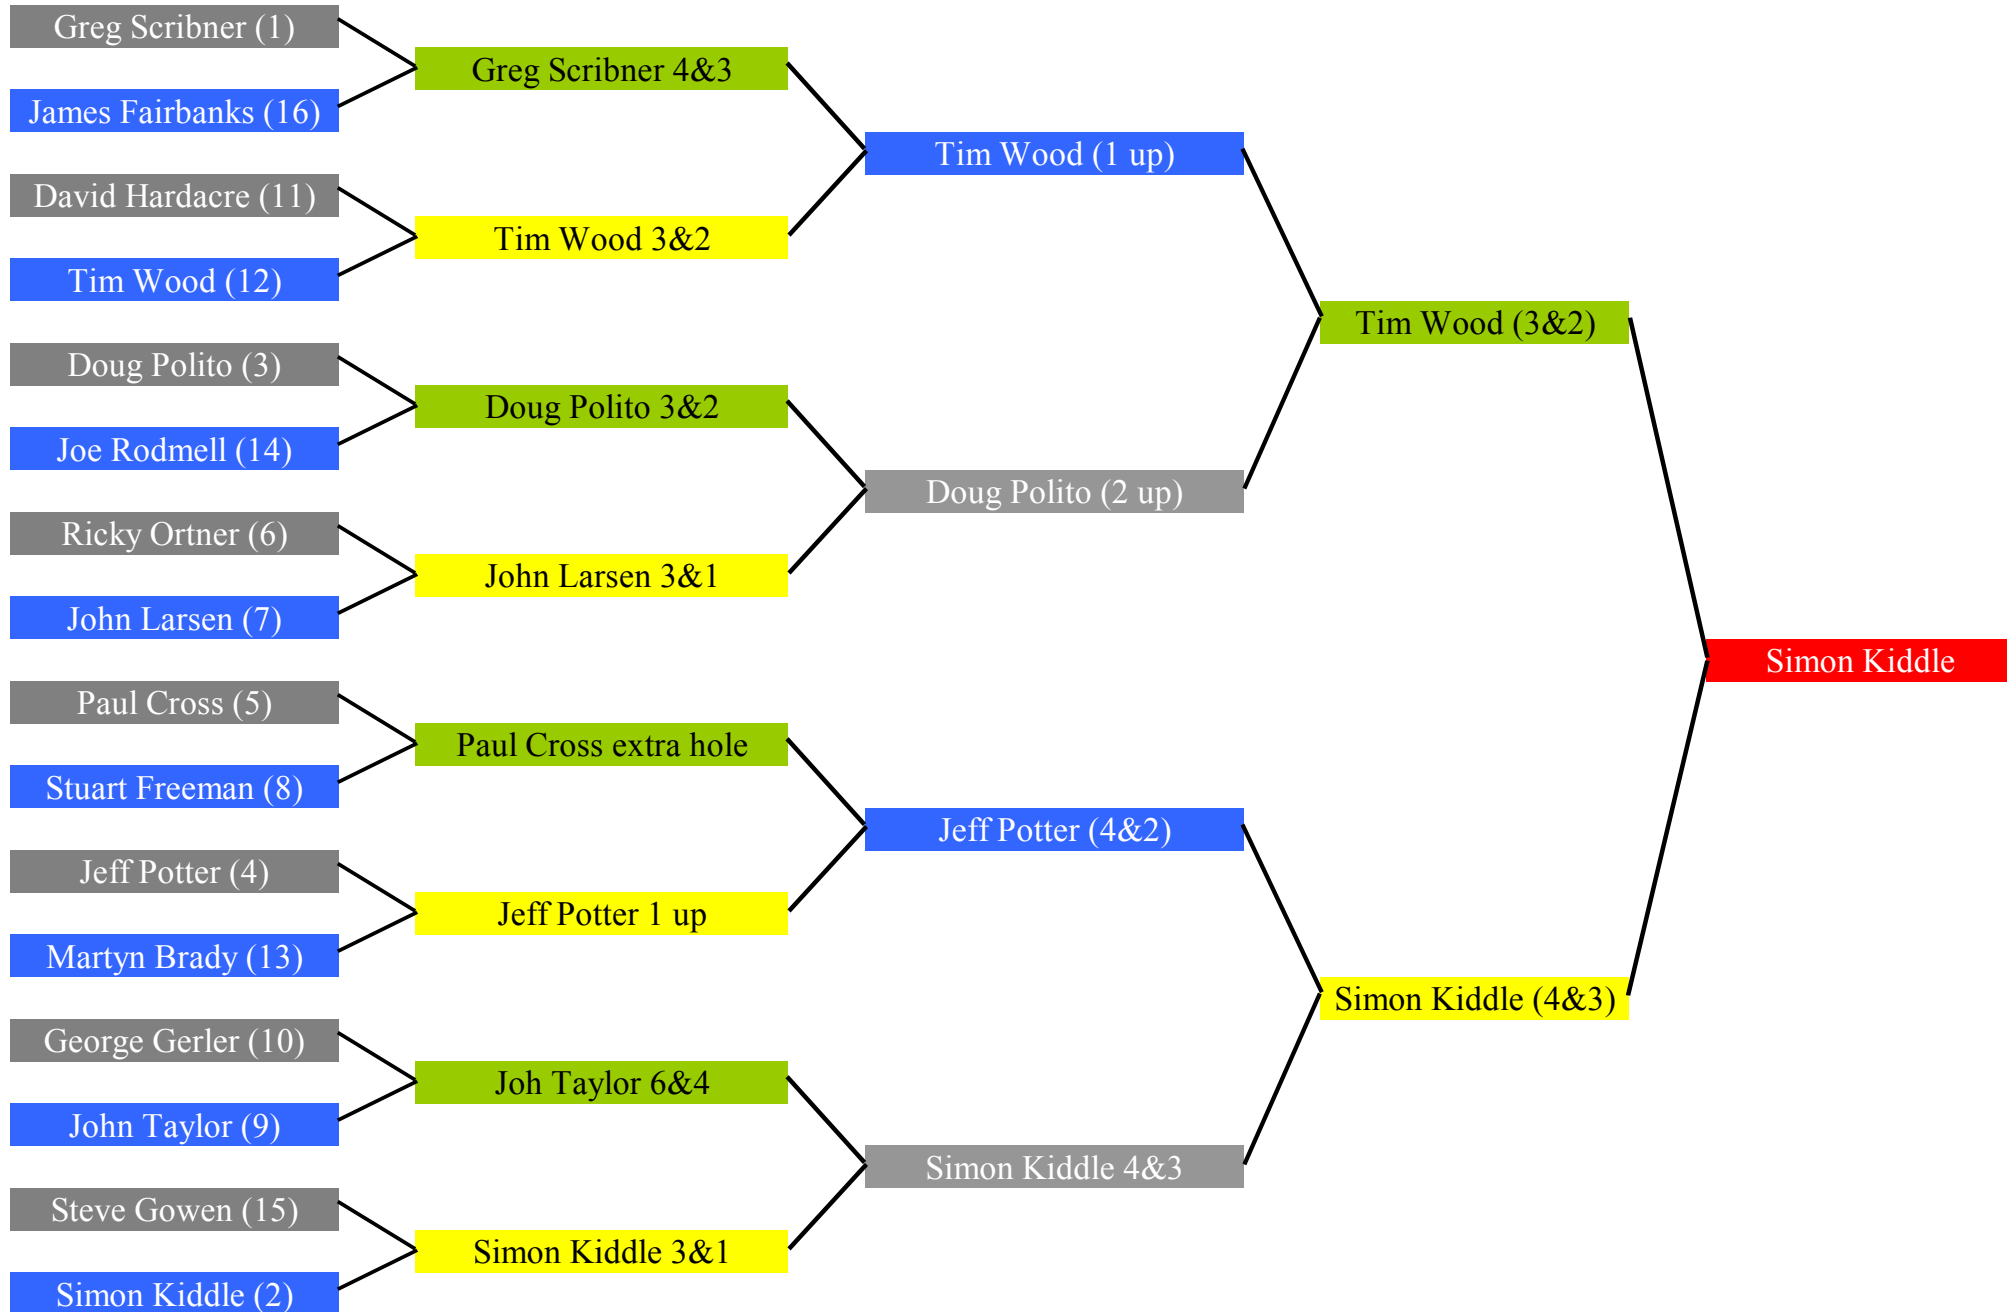 Greg Scribner (1)
James Fairbanks (16)
David Hardacre (11)
Tim Wood (12)
Doug Polito (3)
Joe Rodmell (14)
Ricky Ortner (6)
John Larsen (7)
Paul Cross (5)
Stuart Freeman (8)
Jeff Potter (4)
Martyn Brady (13)
George Gerler (10)
John Taylor (9)
Steve Gowen (15)
Simon Kiddle (2)
Greg Scribner 4&3
Tim Wood 3&2
Doug Polito 3&2
John Larsen 3&1
Paul Cross extra hole
Jeff Potter 1 up
Joh Taylor 6&4
Simon Kiddle 3&1
Tim Wood (1 up)
Doug Polito (2 up)
Jeff Potter (4&2)
Simon Kiddle 4&3
Tim Wood (3&2)
Simon Kiddle (4&3)
Simon Kiddle